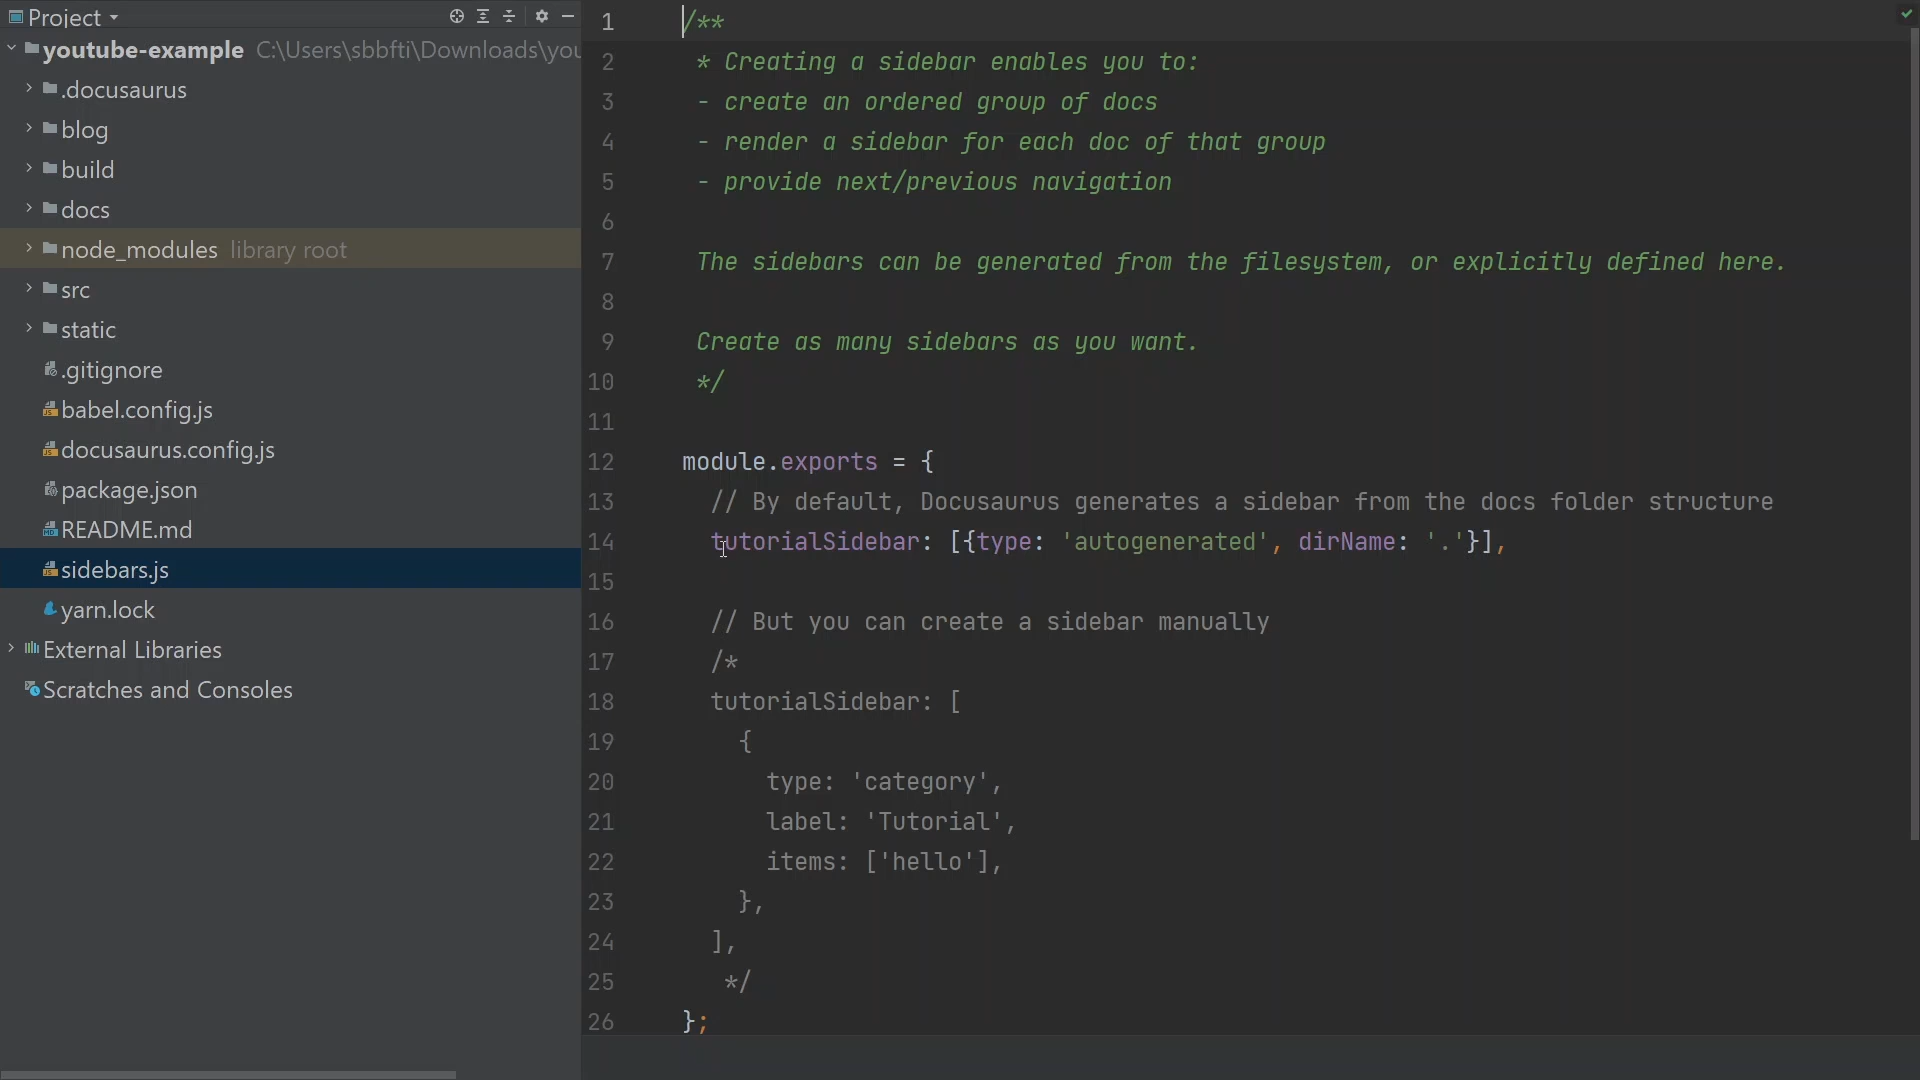 Project
youtube-example C:\Users\sbbfti\Downloads\you
.docusaurus
blog
build
docs
node_modules library root
src
static
.gitignore
babel.config.js
docusaurus.config.js
package.json
README.md
sidebars.js
yarn.lock
External Libraries
Scratches and Consoles
1 /**
2 * Creating a sidebar enables you to:
3 - create an ordered group of docs
4 - render a sidebar for each doc of that group
5 - provide next/previous navigation
6
7 The sidebars can be generated from the filesystem, or explicitly defined here.
8
9 Create as many sidebars as you want.
10 */
11
12 module.exports = {
13 // By default, Docusaurus generates a sidebar from the docs folder structure
14 tutorialSidebar: [{type: 'autogenerated', dirName: '.'}],
15
16 // But you can create a sidebar manually
17 /*
18 tutorialSidebar: [
19 {
20 type: 'category',
21 label: 'Tutorial',
22 items: ['hello'],
23 },
24 ],
25 */
26 };